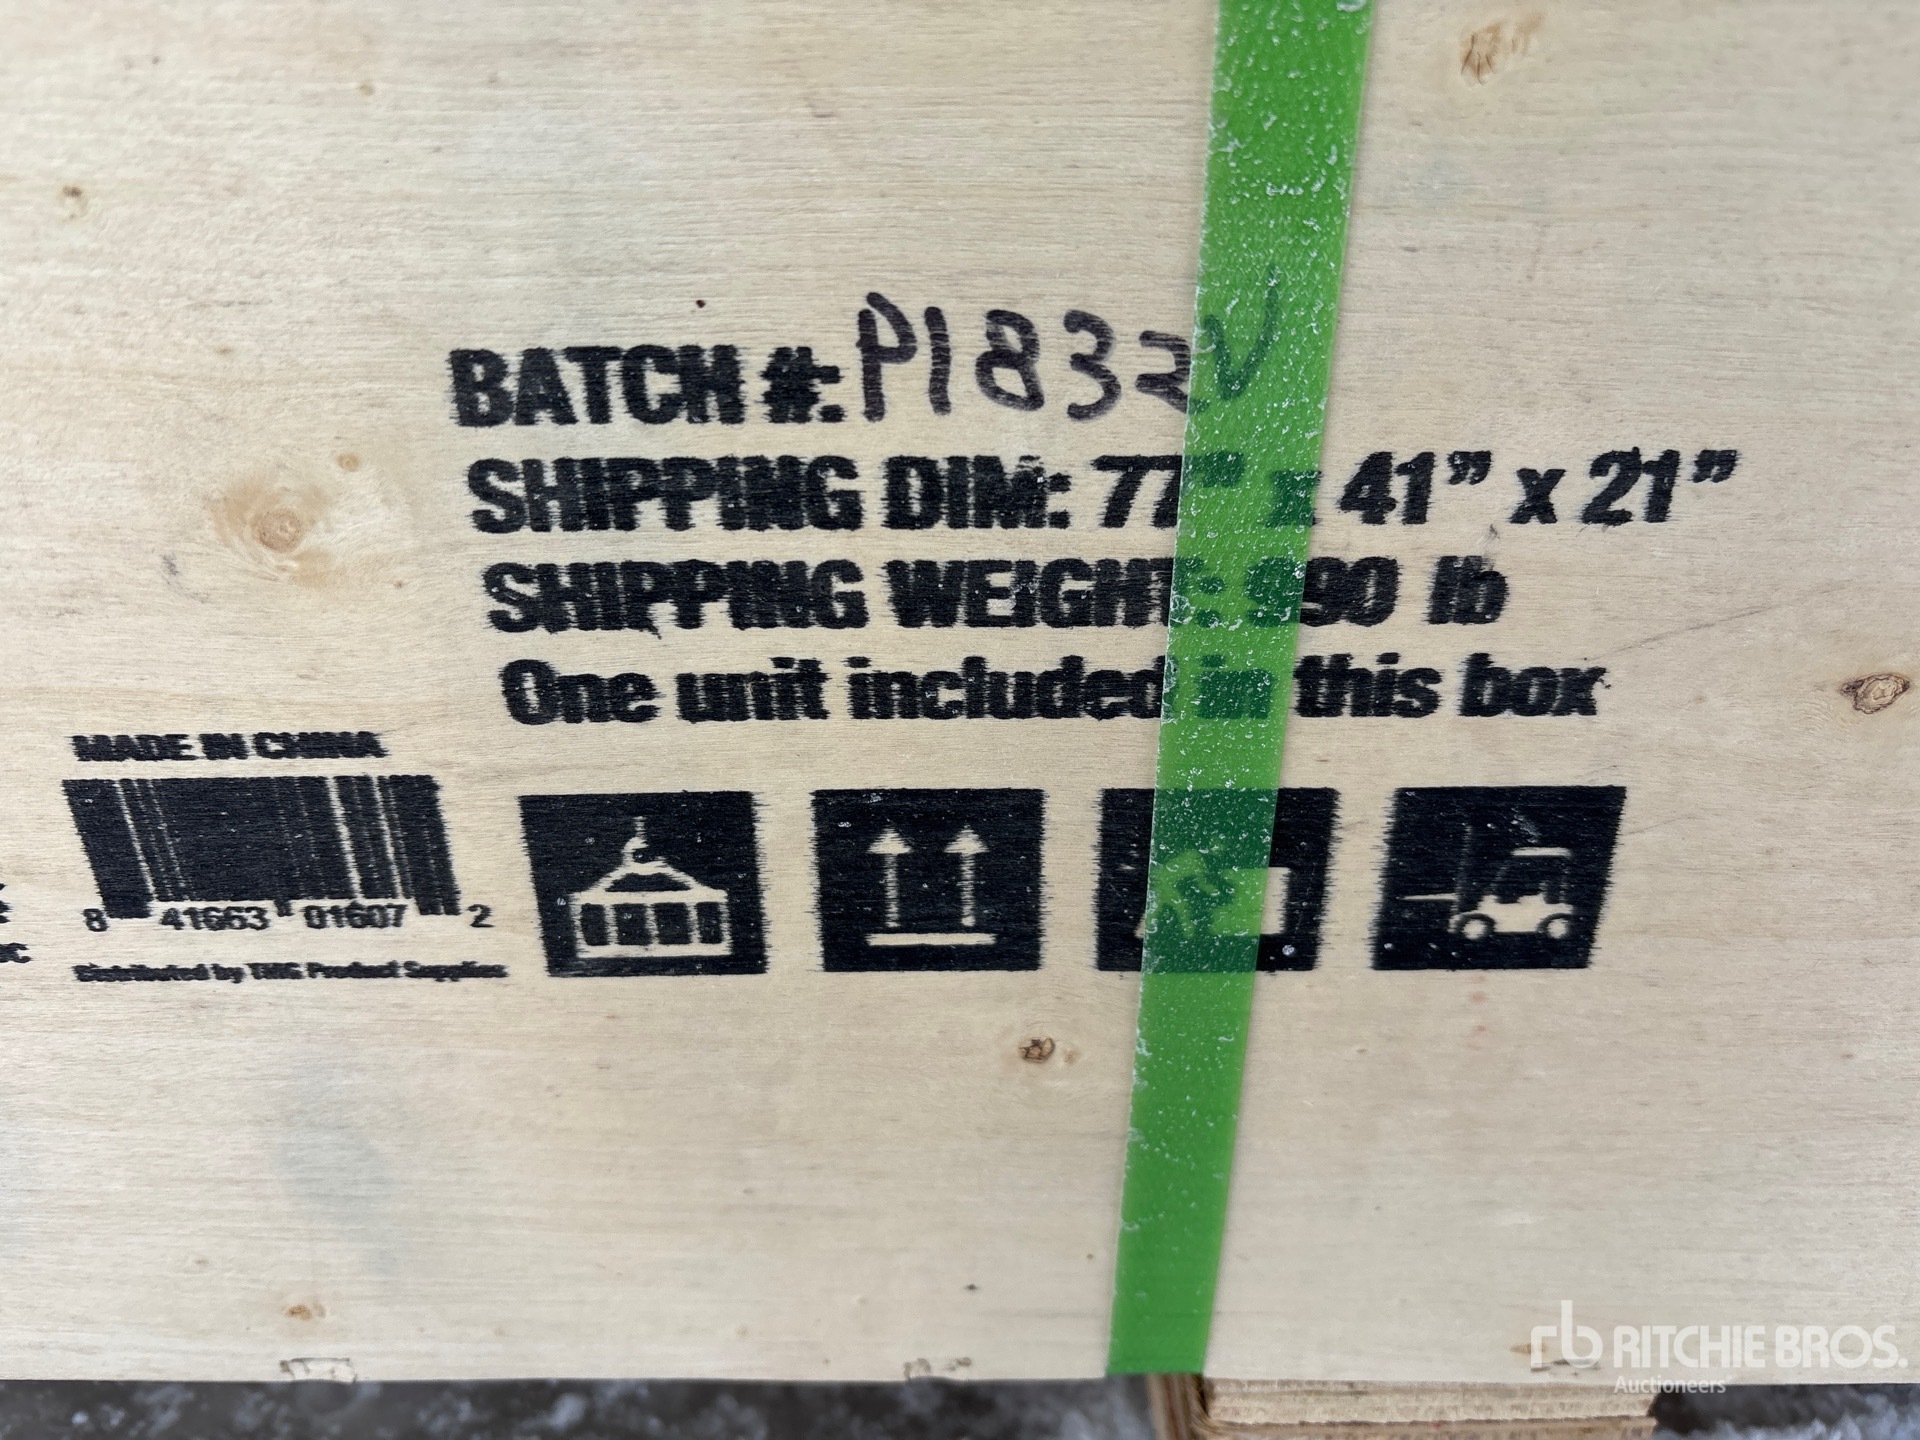 BATCH #: P1832V
SHIPPING DIM: 77" x 41" x 21"
SHIPPING WEIGHT: 990 lb
One unit included in this box
MADE IN CHINA
8 41663 01607 2
Distributed by TMG Product Supplies
rb RITCHIE BROS.
Auctioneers